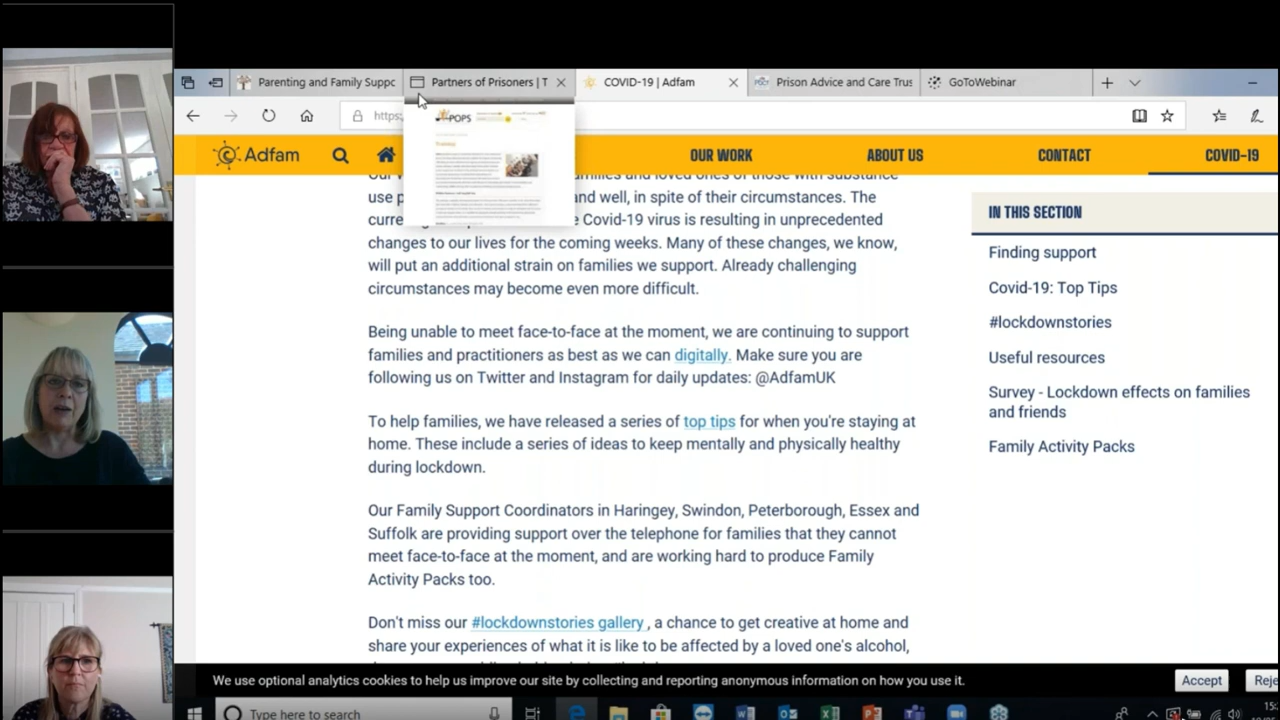 Parenting and Family Suppc
Partners of Prisoners | T
COVID-19 | Adfam
Prison Advice and Care Trus
GoToWebinar
https:
POPS
Adfam
OUR WORK
ABOUT US
CONTACT
COVID-19
families and loved ones of those with substance
use p
and well, in spite of their circumstances. The
curre
e Covid-19 virus is resulting in unprecedented
changes to our lives for the coming weeks. Many of these changes, we know,
will put an additional strain on families we support. Already challenging
circumstances may become even more difficult.
Being unable to meet face-to-face at the moment, we are continuing to support
families and practitioners as best as we can digitally. Make sure you are
following us on Twitter and Instagram for daily updates: @AdfamUK
To help families, we have released a series of top tips for when you're staying at
home. These include a series of ideas to keep mentally and physically healthy
during lockdown.
Our Family Support Coordinators in Haringey, Swindon, Peterborough, Essex and
Suffolk are providing support over the telephone for families that they cannot
meet face-to-face at the moment, and are working hard to produce Family
Activity Packs too.
Don't miss our #lockdownstories gallery , a chance to get creative at home and
share your experiences of what it is like to be affected by a loved one's alcohol,
IN THIS SECTION
Finding support
Covid-19: Top Tips
#lockdownstories
Useful resources
Survey - Lockdown effects on families
and friends
Family Activity Packs
We use optional analytics cookies to help us improve our site by collecting and reporting anonymous information on how you use it.
Accept
Reje
Type here to search
15: